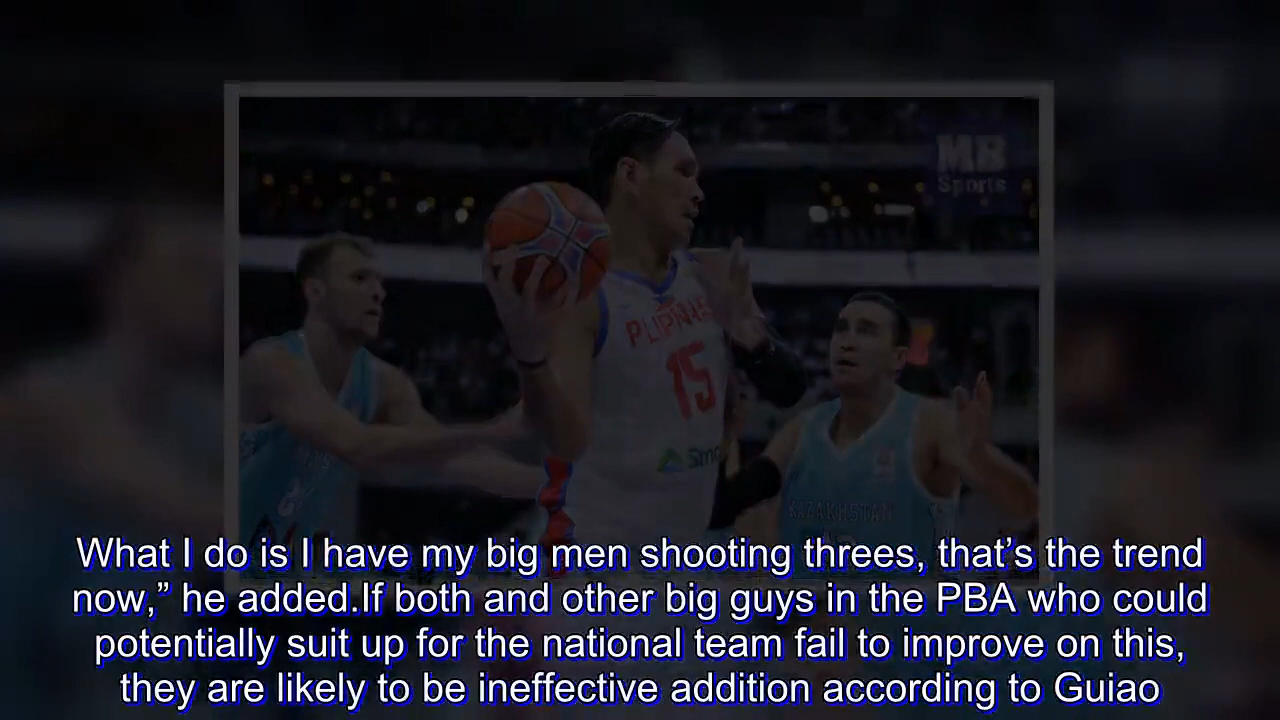 MB
Sports
PLIPINAS
15
Sma
KAZAKHSTAN
What I do is I have my big men shooting threes, that’s the trend
now,” he added.If both and other big guys in the PBA who could
potentially suit up for the national team fail to improve on this,
they are likely to be ineffective addition according to Guiao